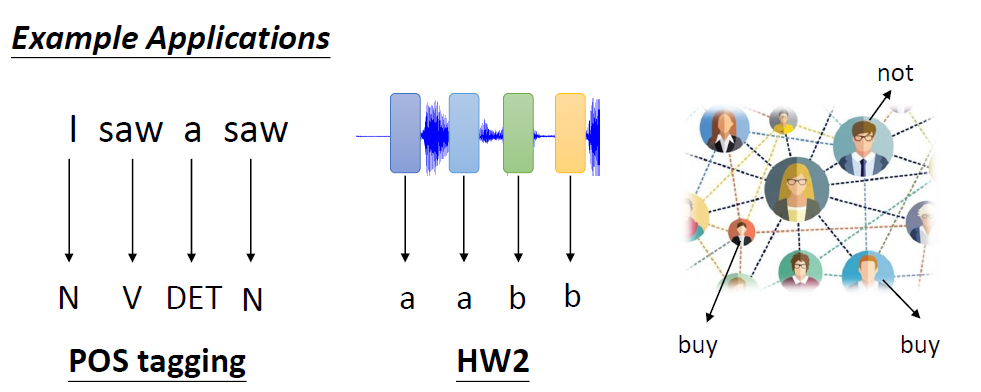 Example Applications
I saw a saw
N V DET N
POS tagging
a a b b
HW2
not
buy buy